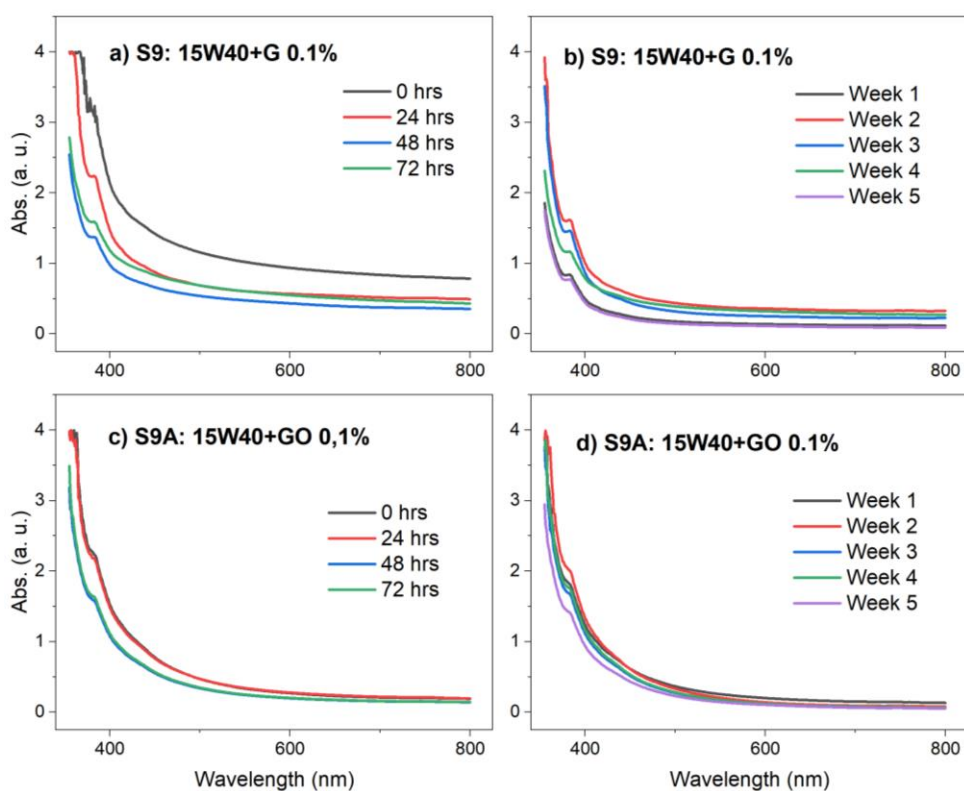 a) S9: 15W40+G 0.1%
0 hrs
24 hrs
48 hrs
72 hrs
Abs. (a. u.)
4
3
2
1
0
400
600
800
b) S9: 15W40+G 0.1%
Week 1
Week 2
Week 3
Week 4
Week 5
4
3
2
1
0
400
600
800
c) S9A: 15W40+GO 0,1%
0 hrs
24 hrs
48 hrs
72 hrs
Abs. (a. u.)
4
3
2
1
0
400
600
800
Wavelength (nm)
d) S9A: 15W40+GO 0.1%
Week 1
Week 2
Week 3
Week 4
Week 5
4
3
2
1
0
400
600
800
Wavelength (nm)